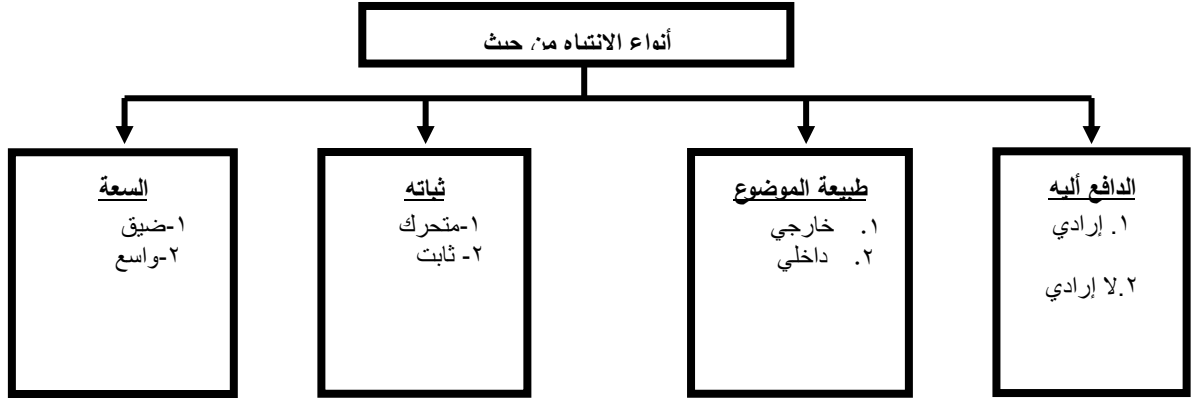 أنواع الانتباه من حيث
الدافع أليه
١. إرادي
٢.لا إرادي
طبيعة الموضوع
١. خارجي
٢. داخلي
ثباته
١-متحرك
٢- ثابت
السعة
١-ضيق
٢-واسع